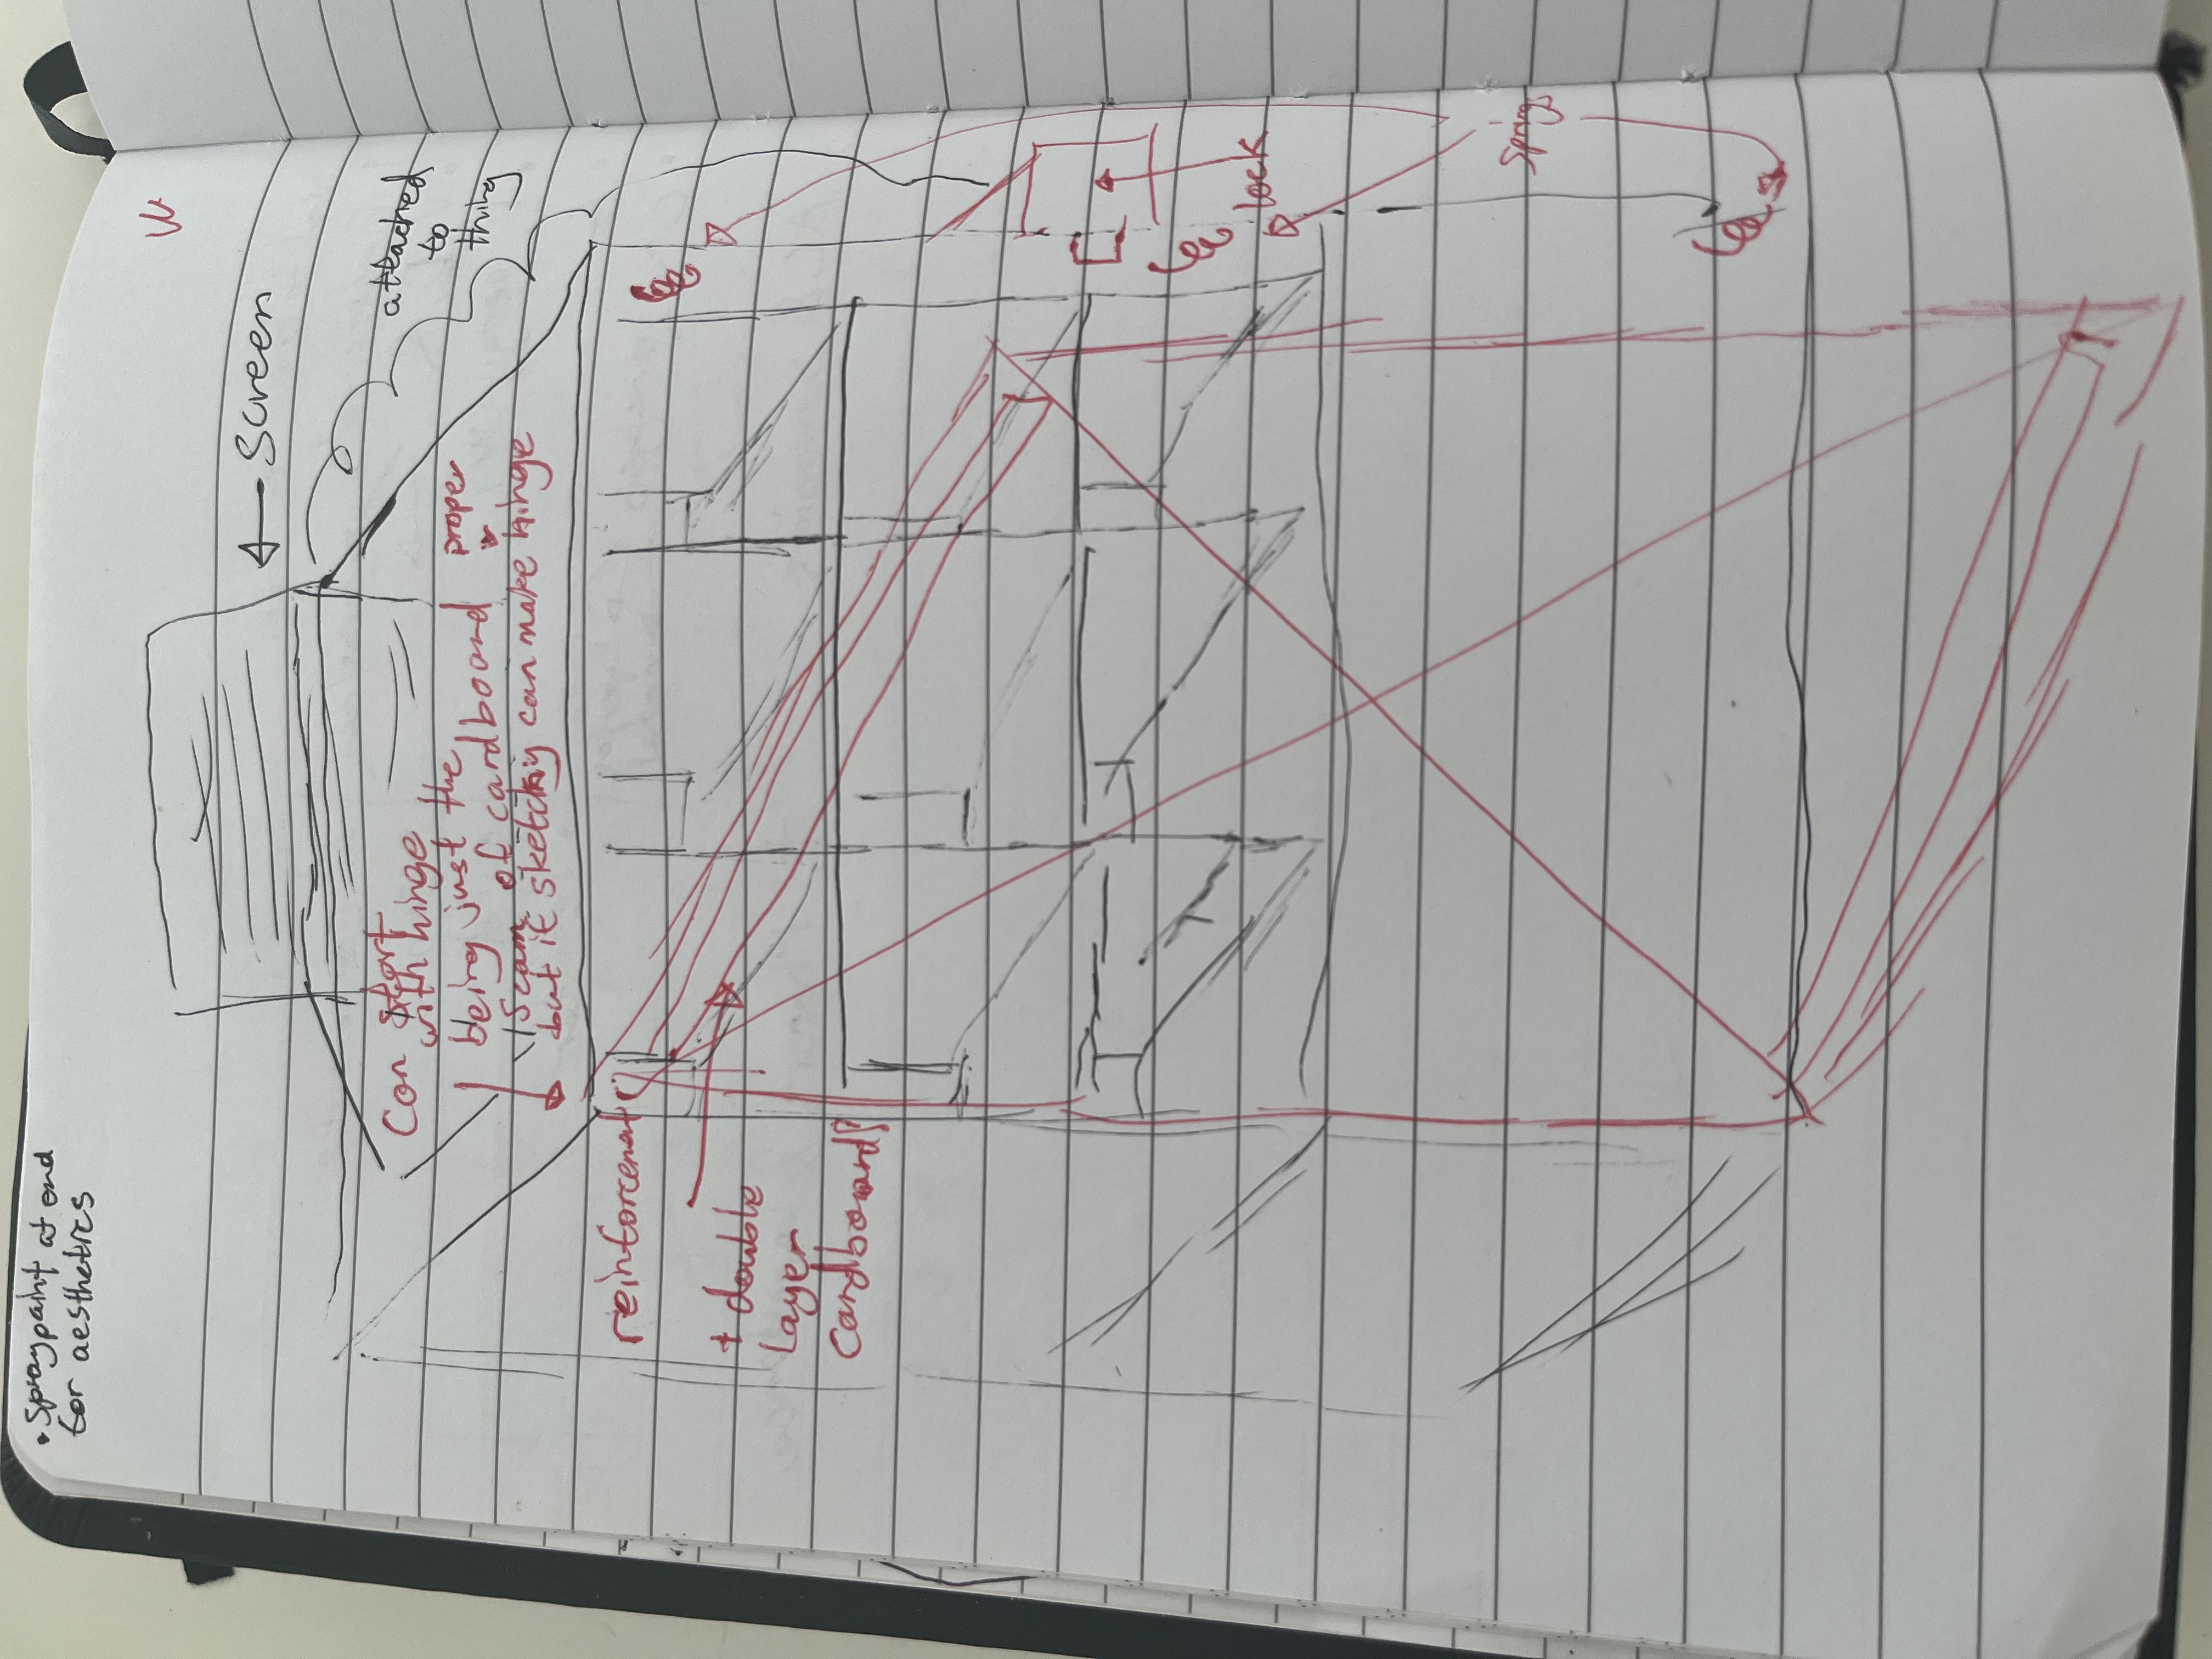 • Spraypaint at end
for aesthetics
Screen
attached
to
thing
Can start
with hinge
being just the
seam of cardboard
but if sketchy can make hinge
proper
reinforcement
+ double
layer
cardboard?
lock
springs